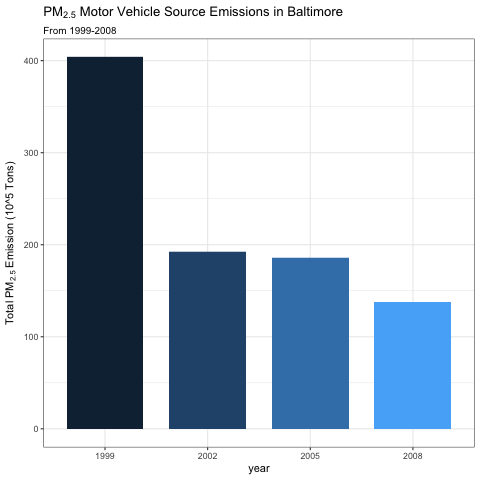 PM2.5 Motor Vehicle Source Emissions in Baltimore
From 1999-2008
Total PM2.5 Emission (10^5 Tons)
400
300
200
100
0
1999 2002 2005 2008
year